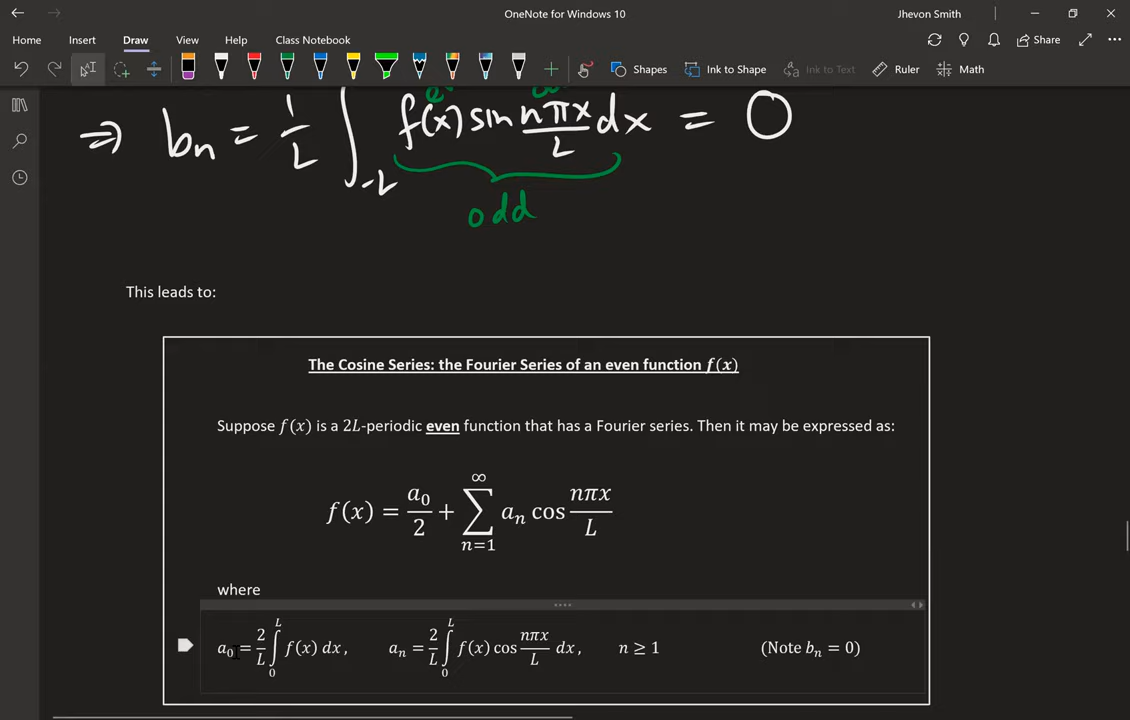 OneNote for Windows 10
Jhevon Smith
Home Insert Draw View Help Class Notebook
Share
Shapes Ink to Shape Ink to Text Ruler Math
⇒ bn = 1/L ∫_-L f(x) sin nπx/L dx = 0
odd
This leads to:
The Cosine Series: the Fourier Series of an even function f(x)
Suppose f(x) is a 2L-periodic even function that has a Fourier series. Then it may be expressed as:
f(x) = a₀/2 + ∑_{n=1}^∞ aₙ cos nπx/L
where
a₀ = 2/L ∫₀ᴸ f(x) dx, aₙ = 2/L ∫₀ᴸ f(x) cos nπx/L dx, n ≥ 1 (Note bₙ = 0)